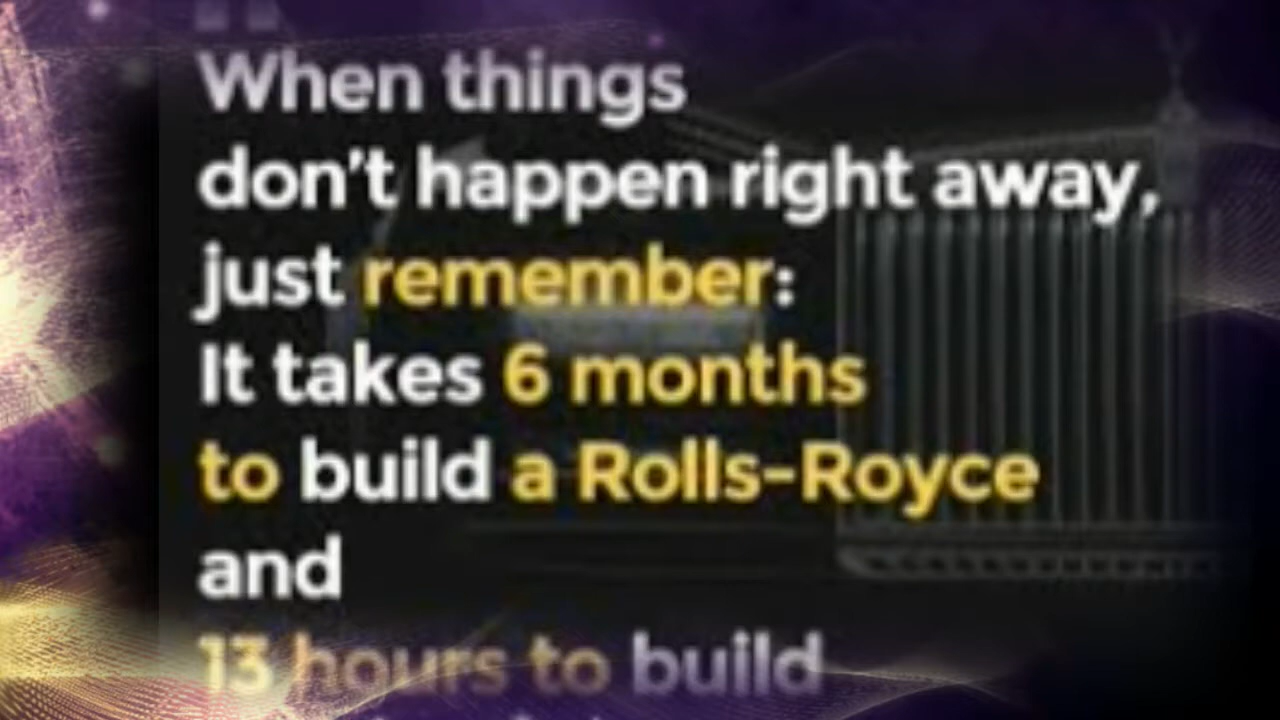 When things
don't happen right away,
just remember:
It takes 6 months
to build a Rolls-Royce
and
13 hours to build